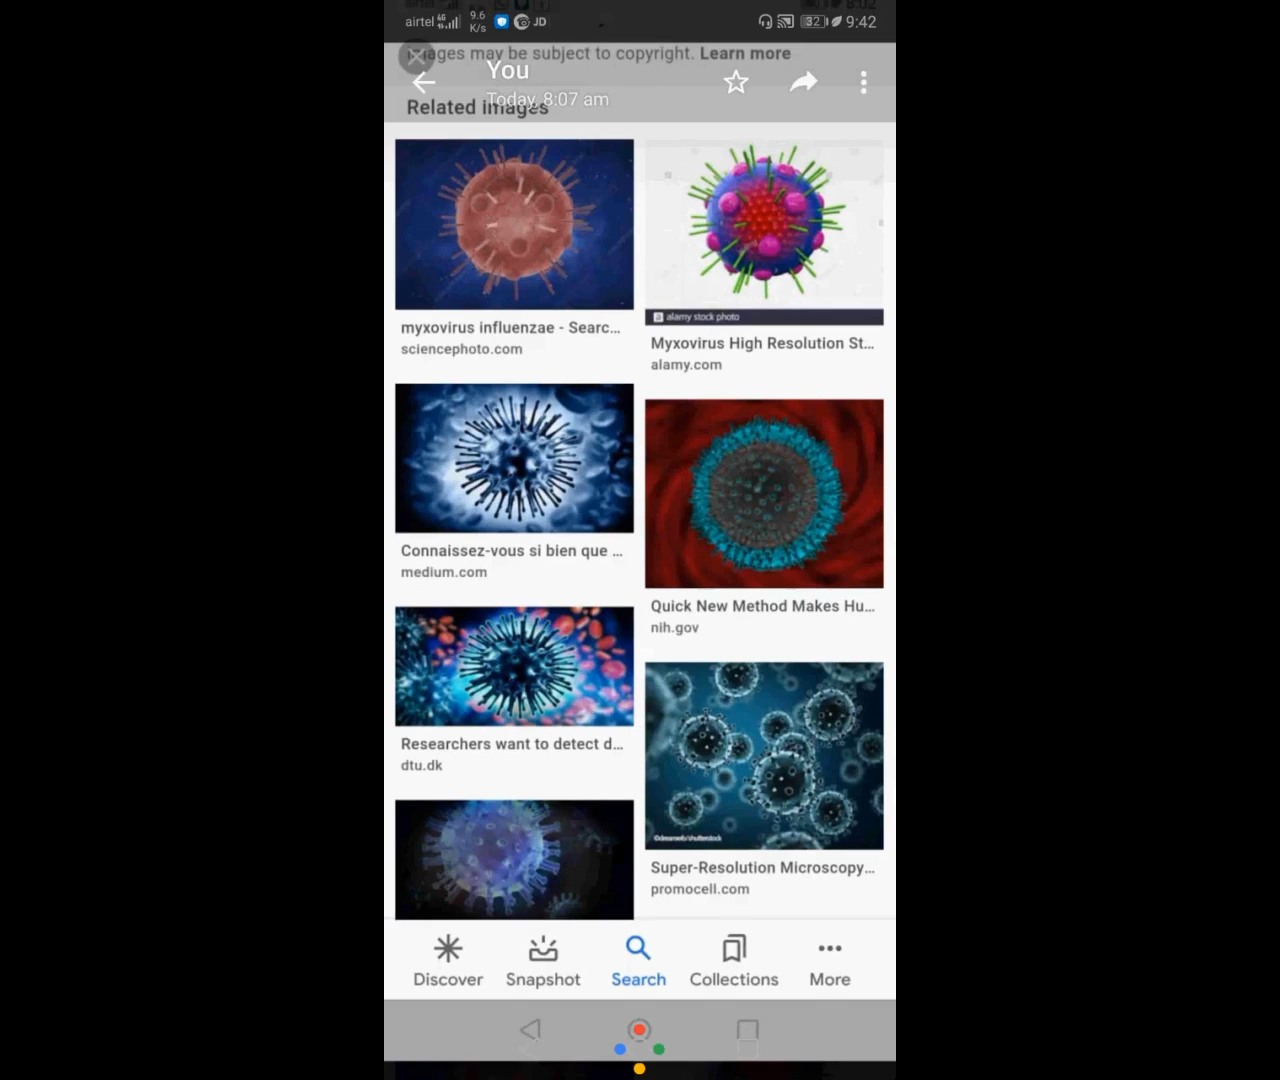 airtel 4G 9.6 K/s JD 32 9:42
images may be subject to copyright. Learn more
You
Today, 8:07 am
Related images
myxovirus influenzae - Searc...
sciencephoto.com
a alamy stock photo
Myxovirus High Resolution St...
alamy.com
Connaissez-vous si bien que ...
medium.com
Quick New Method Makes Hu...
nih.gov
Researchers want to detect d...
dtu.dk
©dreamerb/shutterstock
Super-Resolution Microscopy...
promocell.com
Discover
Snapshot
Search
Collections
More